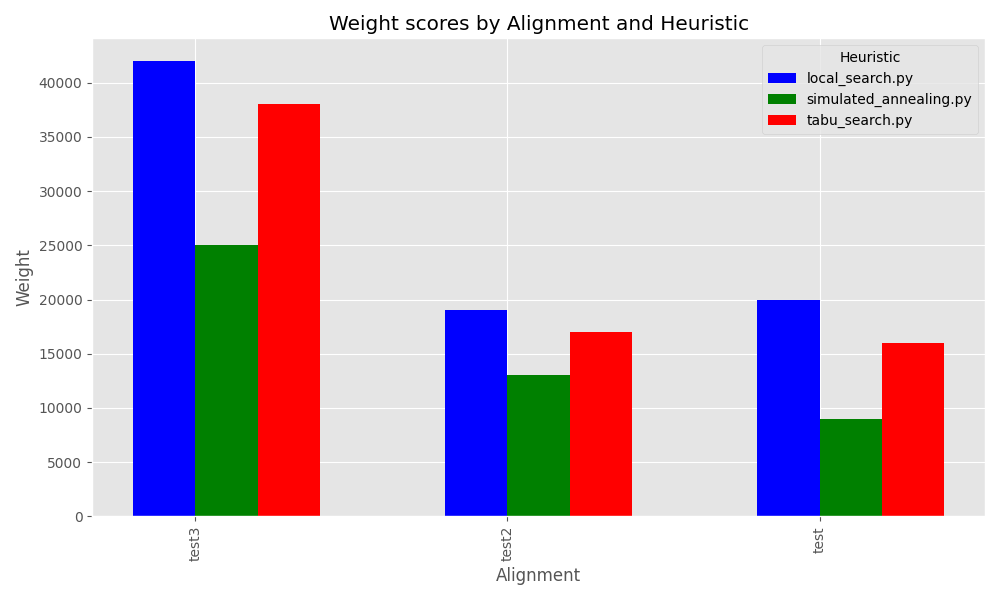 Weight scores by Alignment and Heuristic
Heuristic
local_search.py
simulated_annealing.py
tabu_search.py
Weight
40000
35000
30000
25000
20000
15000
10000
5000
0
test3
test2
test
Alignment